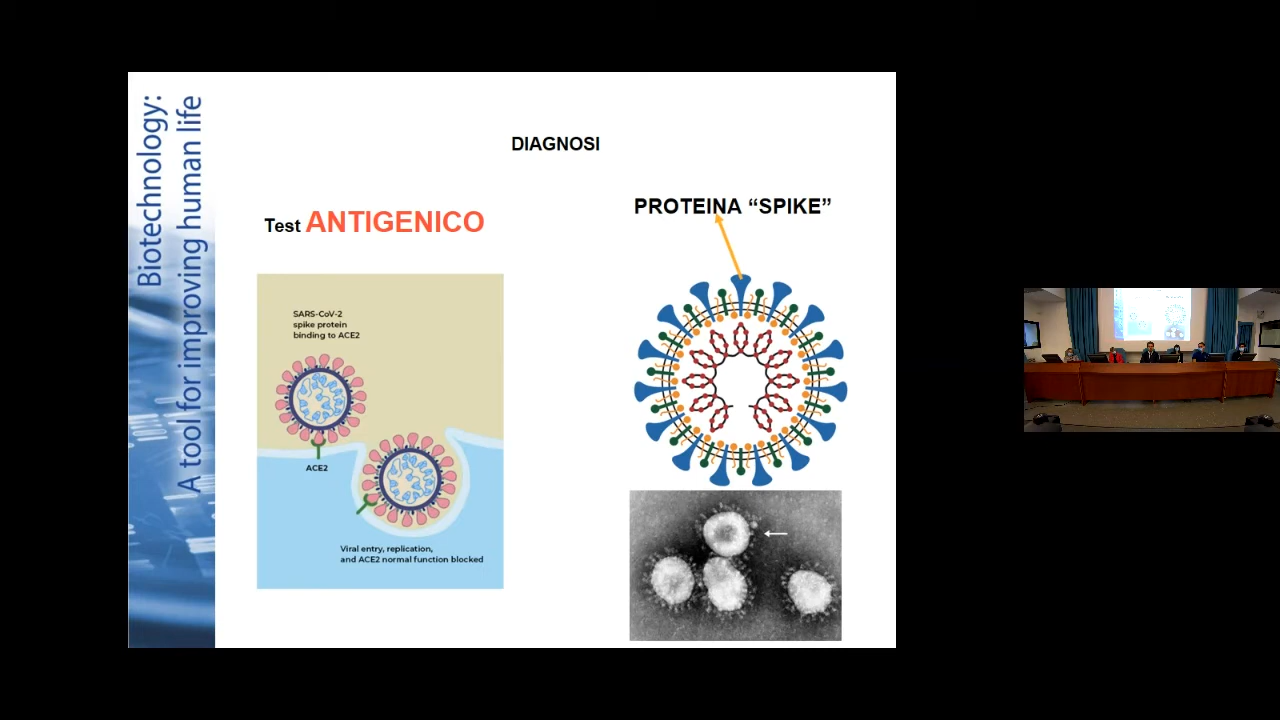 Biotechnology:
A tool for improving human life
DIAGNOSI
Test ANTIGENICO
PROTEINA “SPIKE”
SARS-CoV-2
spike protein
binding to ACE2
ACE2
Viral entry, replication,
and ACE2 normal function blocked